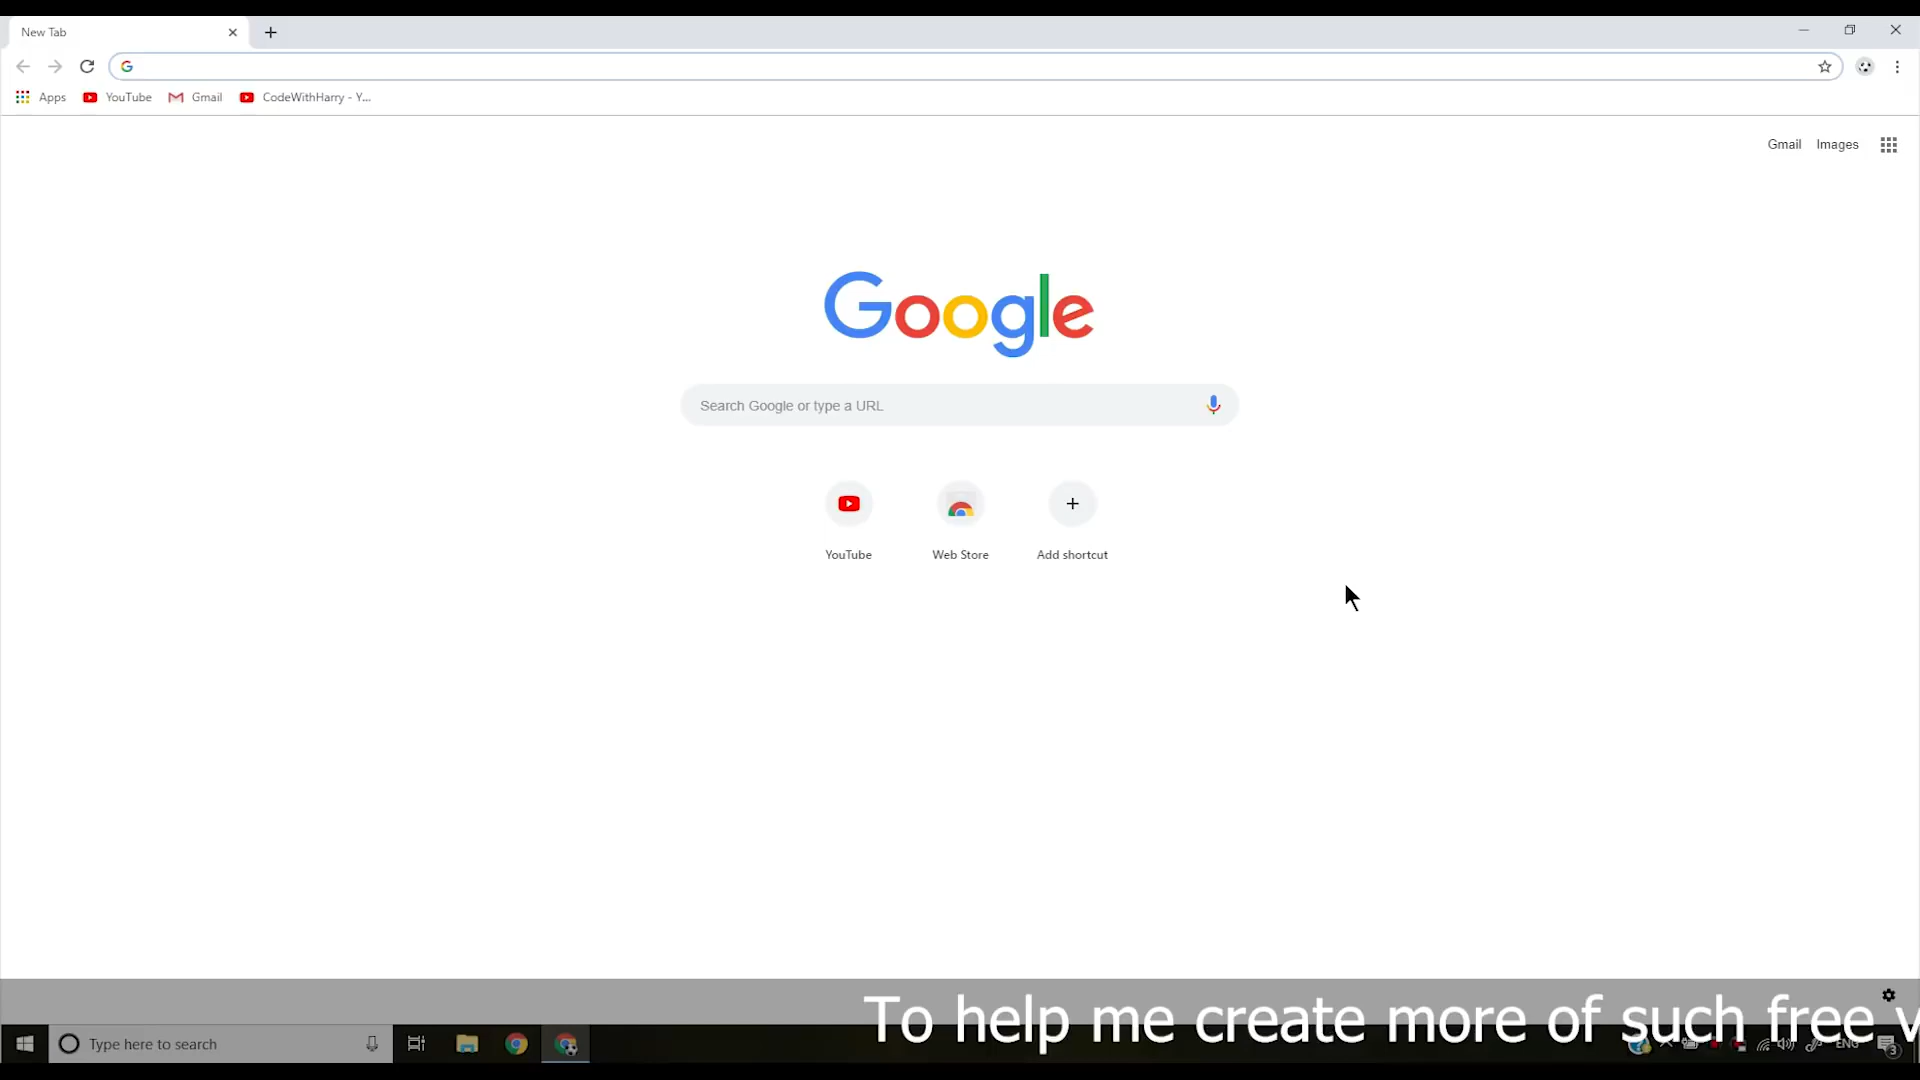 New Tab
Apps YouTube Gmail CodeWithHarry - Y...
Gmail Images
Google
Search Google or type a URL
YouTube Web Store Add shortcut
To help me create more of such free
Type here to search
ENG
3